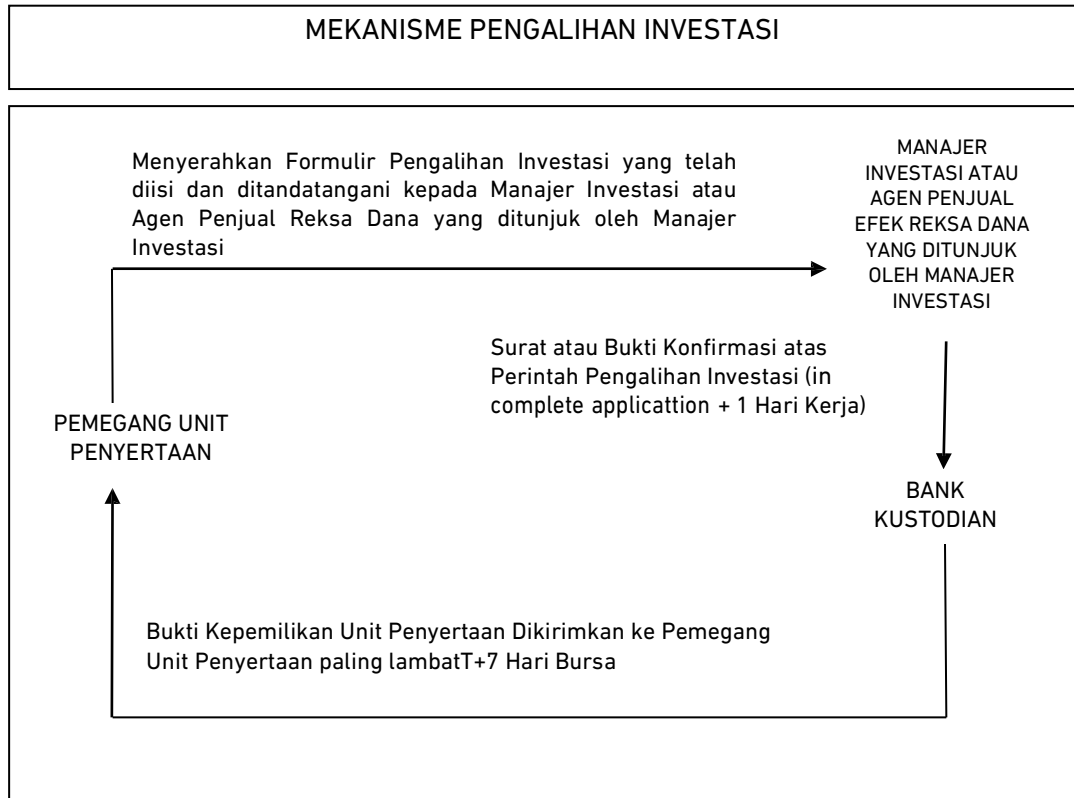 MEKANISME PENGALIHAN INVESTASI
Menyerahkan Formulir Pengalihan Investasi yang telah
diisi dan ditandatangani kepada Manajer Investasi atau
Agen Penjual Reksa Dana yang ditunjuk oleh Manajer
Investasi
MANAJER
INVESTASI ATAU
AGEN PENJUAL
EFEK REKSA DANA
YANG DITUNJUK
OLEH MANAJER
INVESTASI
Surat atau Bukti Konfirmasi atas
Perintah Pengalihan Investasi (in
complete applicattion + 1 Hari Kerja)
PEMEGANG UNIT
PENYERTAAN
BANK
KUSTODIAN
Bukti Kepemilikan Unit Penyertaan Dikirimkan ke Pemegang
Unit Penyertaan paling lambatT+7 Hari Bursa